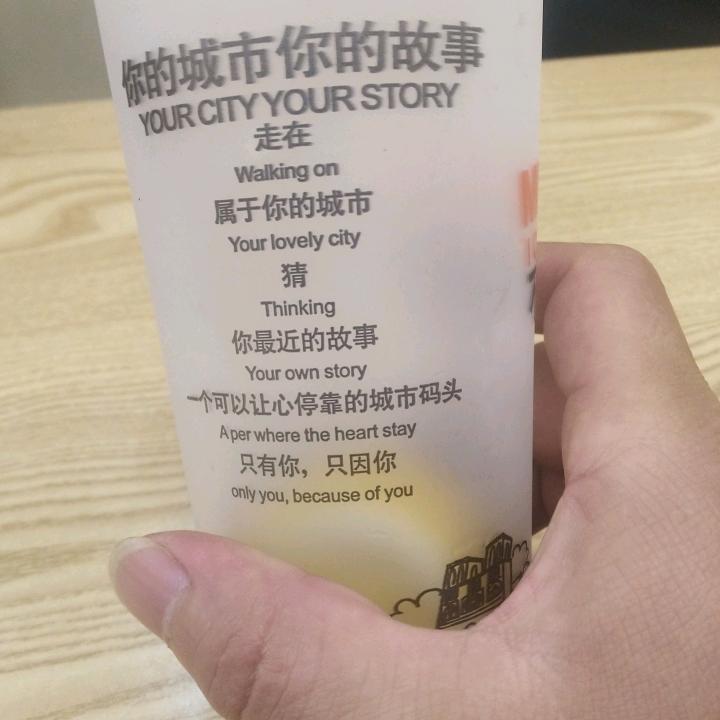 你的城市你的故事
YOUR CITY YOUR STORY
走在
Walking on
属于你的城市
Your lovely city
猜
Thinking
你最近的故事
Your own story
一个可以让心停靠的城市码头
A per where the heart stay
只有你，只因你
only you, because of you